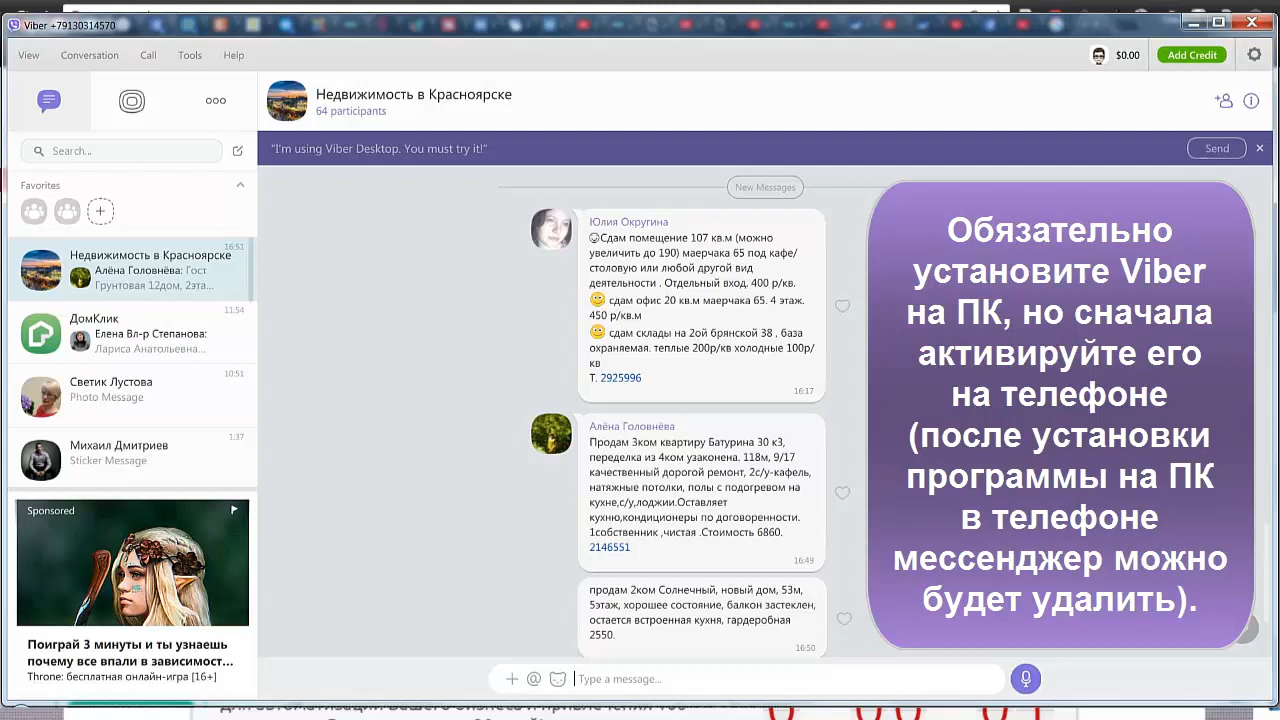 Viber +79130314570
View Conversation Call Tools Help
$0.00 Add Credit
Недвижимость в Красноярске
64 participants
Search...
"I'm using Viber Desktop. You must try it!"
Send
Favorites
Недвижимость в Красноярске
16:51
Алёна Головнёва: Гост
Грунтовая 12дом, 2эта...
ДомКлик
11:54
Елена Вл-р Степанова:
Лариса Анатольевна...
Светик Лустова
10:51
Photo Message
Михаил Дмитриев
1:37
Sticker Message
Sponsored
Поиграй 3 минуты и ты узнаешь
почему все впали в зависимост...
Throne: бесплатная онлайн-игра [16+]
New Messages
Юлия Округина
Сдам помещение 107 кв.м (можно
увеличить до 190) маерчака 65 под кафе/
столовую или любой другой вид
деятельности . Отдельный вход. 400 р/кв.
сдам офис 20 кв.м маерчака 65. 4 этаж.
450 р/кв.м
сдам склады на 2ой брянской 38 , база
охраняемая. теплые 200р/кв холодные 100р/
кв
Т. 2925996
16:17
Алёна Головнёва
Продам 3ком квартиру Батурина 30 к3,
переделка из 4ком узаконена. 118м, 9/17
качественный дорогой ремонт, 2с/у-кафель,
натяжные потолки, полы с подогревом на
кухне,с/у,лоджии.Оставляет
кухню,кондиционеры по договоренности.
1собственник ,чистая .Стоимость 6860.
2146551
16:49
продам 2ком Солнечный, новый дом, 53м,
5этаж, хорошее состояние, балкон застеклен,
остается встроенная кухня, гардеробная
2550.
16:50
Type a message...
Обязательно
установите Viber
на ПК, но сначала
активируйте его
на телефоне
(после установки
программы на ПК
в телефоне
мессенджер можно
будет удалить).